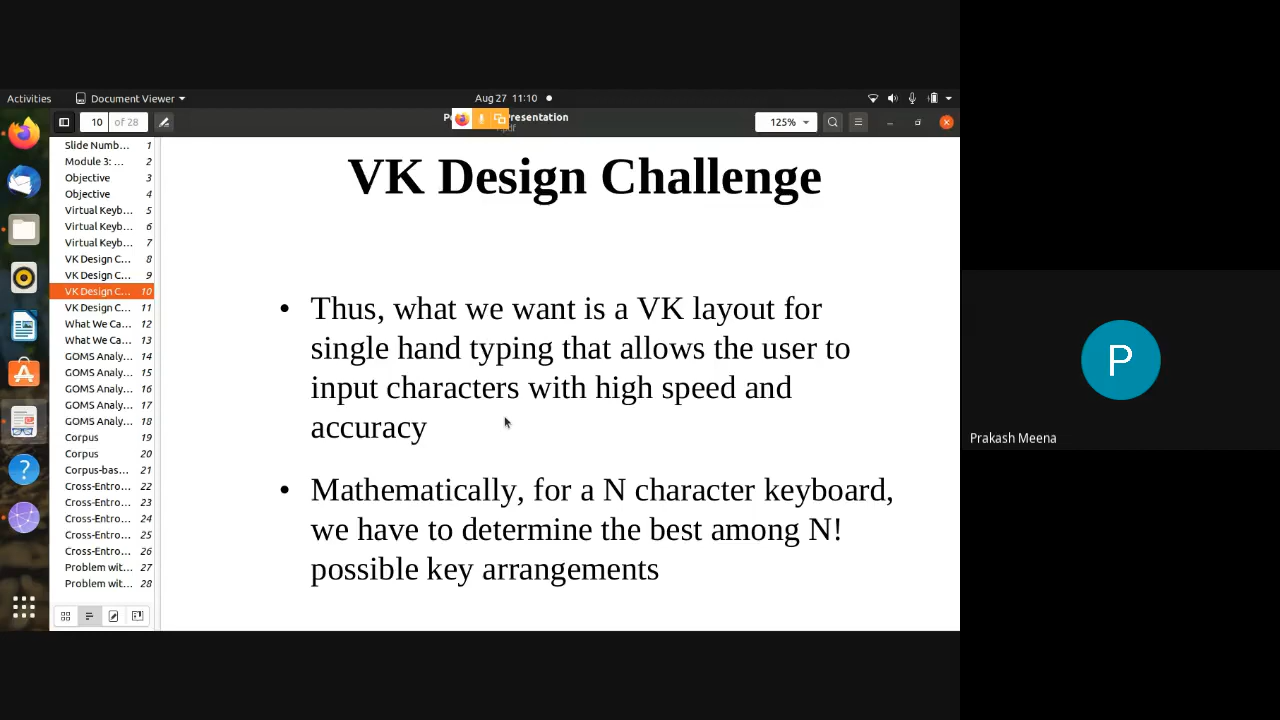 Activities
Document Viewer
Aug 27 11:10
10 of 28
resentation
125%
Slide Numb... 1
Module 3: ... 2
Objective 3
Objective 4
Virtual Keyb... 5
Virtual Keyb... 6
Virtual Keyb... 7
VK Design C... 8
VK Design C... 9
VK Design C... 10
VK Design C... 11
What We Ca... 12
What We Ca... 13
GOMS Analy... 14
GOMS Analy... 15
GOMS Analy... 16
GOMS Analy... 17
GOMS Analy... 18
Corpus 19
Corpus 20
Corpus-bas... 21
Cross-Entro... 22
Cross-Entro... 23
Cross-Entro... 24
Cross-Entro... 25
Cross-Entro... 26
Problem wit... 27
Problem wit... 28
VK Design Challenge
• Thus, what we want is a VK layout for
single hand typing that allows the user to
input characters with high speed and
accuracy
• Mathematically, for a N character keyboard,
we have to determine the best among N!
possible key arrangements
P
Prakash Meena